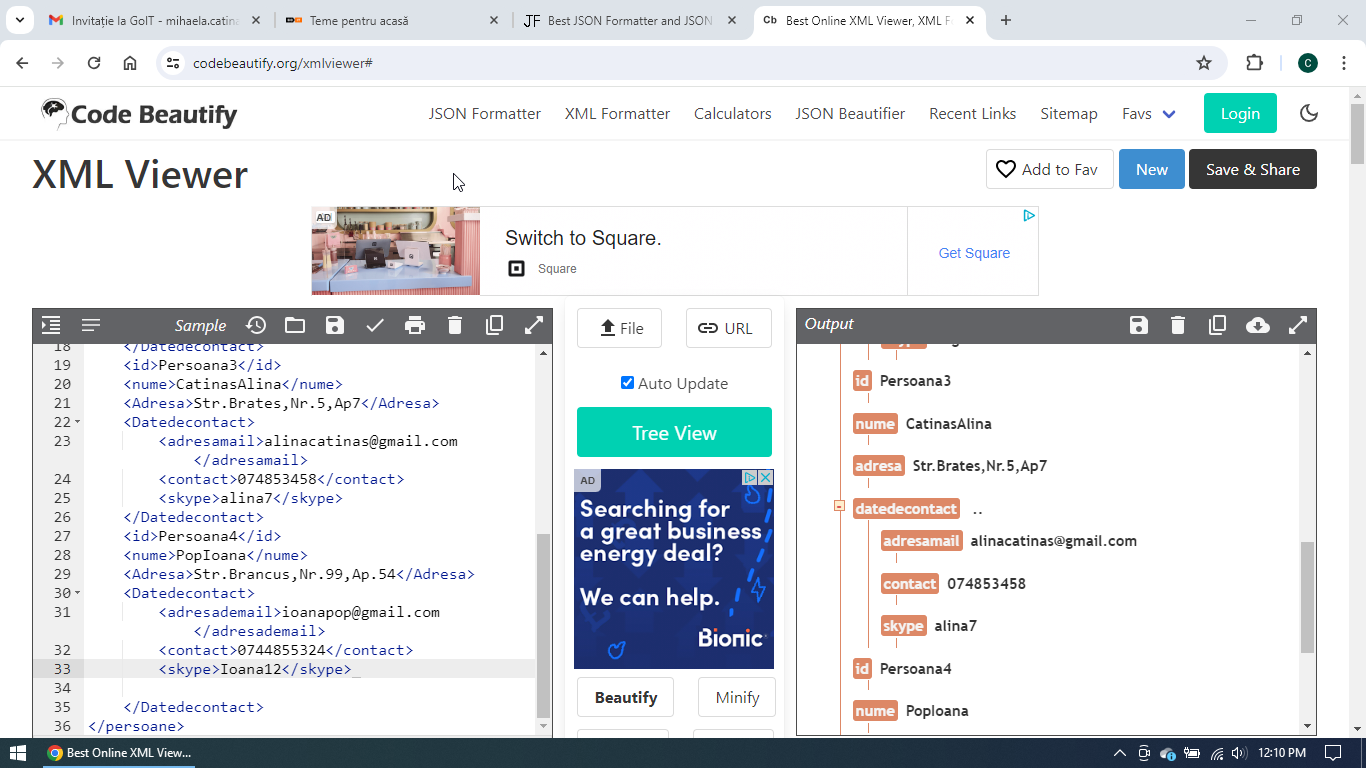 Invitație la GoIT - mihaela.catina
Teme pentru acasă
JF Best JSON Formatter and JSON
Cb Best Online XML Viewer, XML F
codebeautify.org/xmlviewer#
C
Code Beautify
JSON Formatter
XML Formatter
Calculators
JSON Beautifier
Recent Links
Sitemap
Favs
Login
XML Viewer
Add to Fav
New
Save & Share
AD
Switch to Square.
Square
Get Square
Sample
File
URL
Output
18 </Datedecontact>
19 <id>Persoana3</id>
20 <nume>CatinasAlina</nume>
21 <Adresa>Str.Brates,Nr.5,Ap7</Adresa>
22 <Datedecontact>
23 <adresamail>alinacatinas@gmail.com
</adresamail>
24 <contact>074853458</contact>
25 <skype>alina7</skype>
26 </Datedecontact>
27 <id>Persoana4</id>
28 <nume>PopIoana</nume>
29 <Adresa>Str.Brancus,Nr.99,Ap.54</Adresa>
30 <Datedecontact>
31 <adresademail>ioanapop@gmail.com
</adresademail>
32 <contact>0744855324</contact>
33 <skype>Ioana12</skype>
34
35 </Datedecontact>
36 </persoane>
Auto Update
Tree View
AD
Searching for
a great business
energy deal?
We can help.
Bionic
Beautify
Minify
id Persoana3
nume CatinasAlina
adresa Str.Brates,Nr.5,Ap7
datedecontact ..
adresamail alinacatinas@gmail.com
contact 074853458
skype alina7
id Persoana4
nume PopIoana
Best Online XML View...
12:10 PM